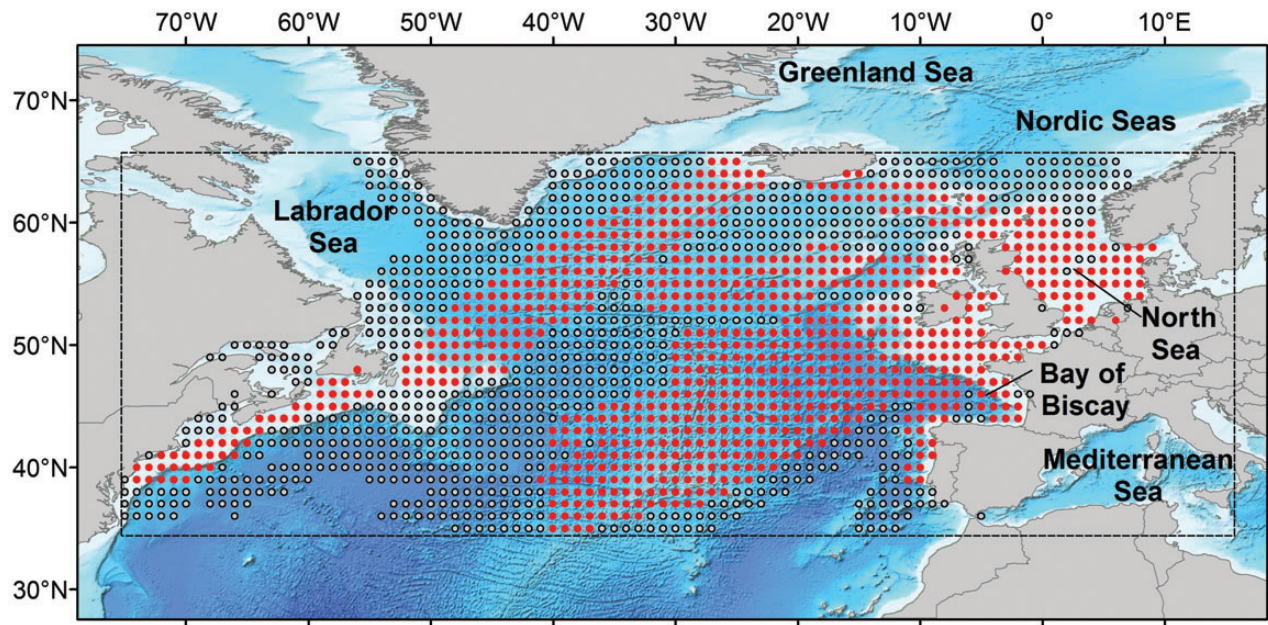 70°W 60°W 50°W 40°W 30°W 20°W 10°W 0° 10°E
Greenland Sea
70°N
Nordic Seas
Labrador
Sea
60°N
50°N
North
Sea
Bay of
Biscay
40°N
Mediterranean
Sea
30°N